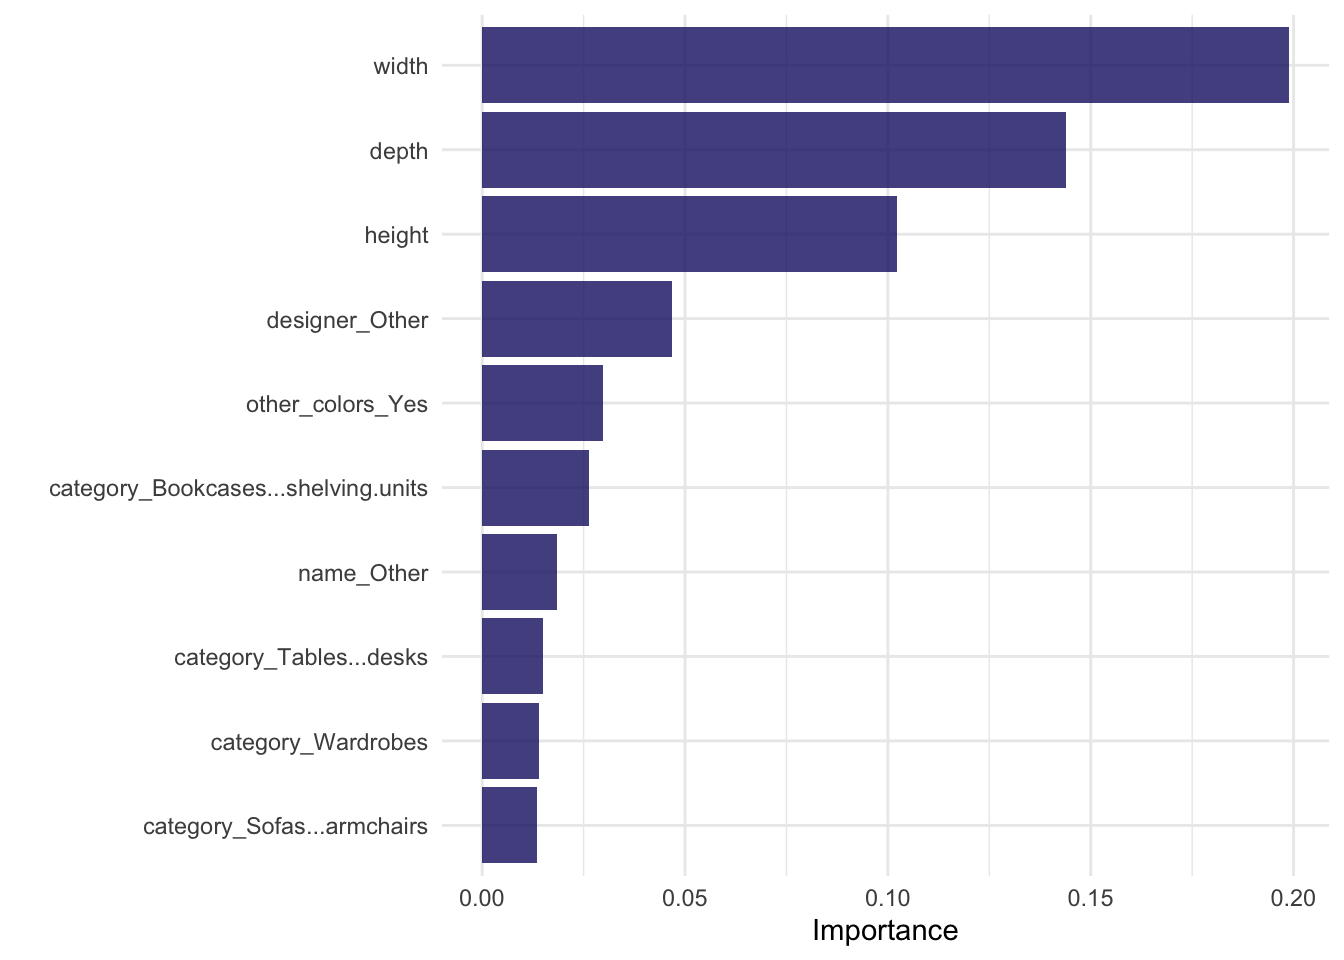 width
depth
height
designer_Other
other_colors_Yes
category_Bookcases...shelving.units
name_Other
category_Tables...desks
category_Wardrobes
category_Sofas...armchairs
0.00 0.05 0.10 0.15 0.20
Importance